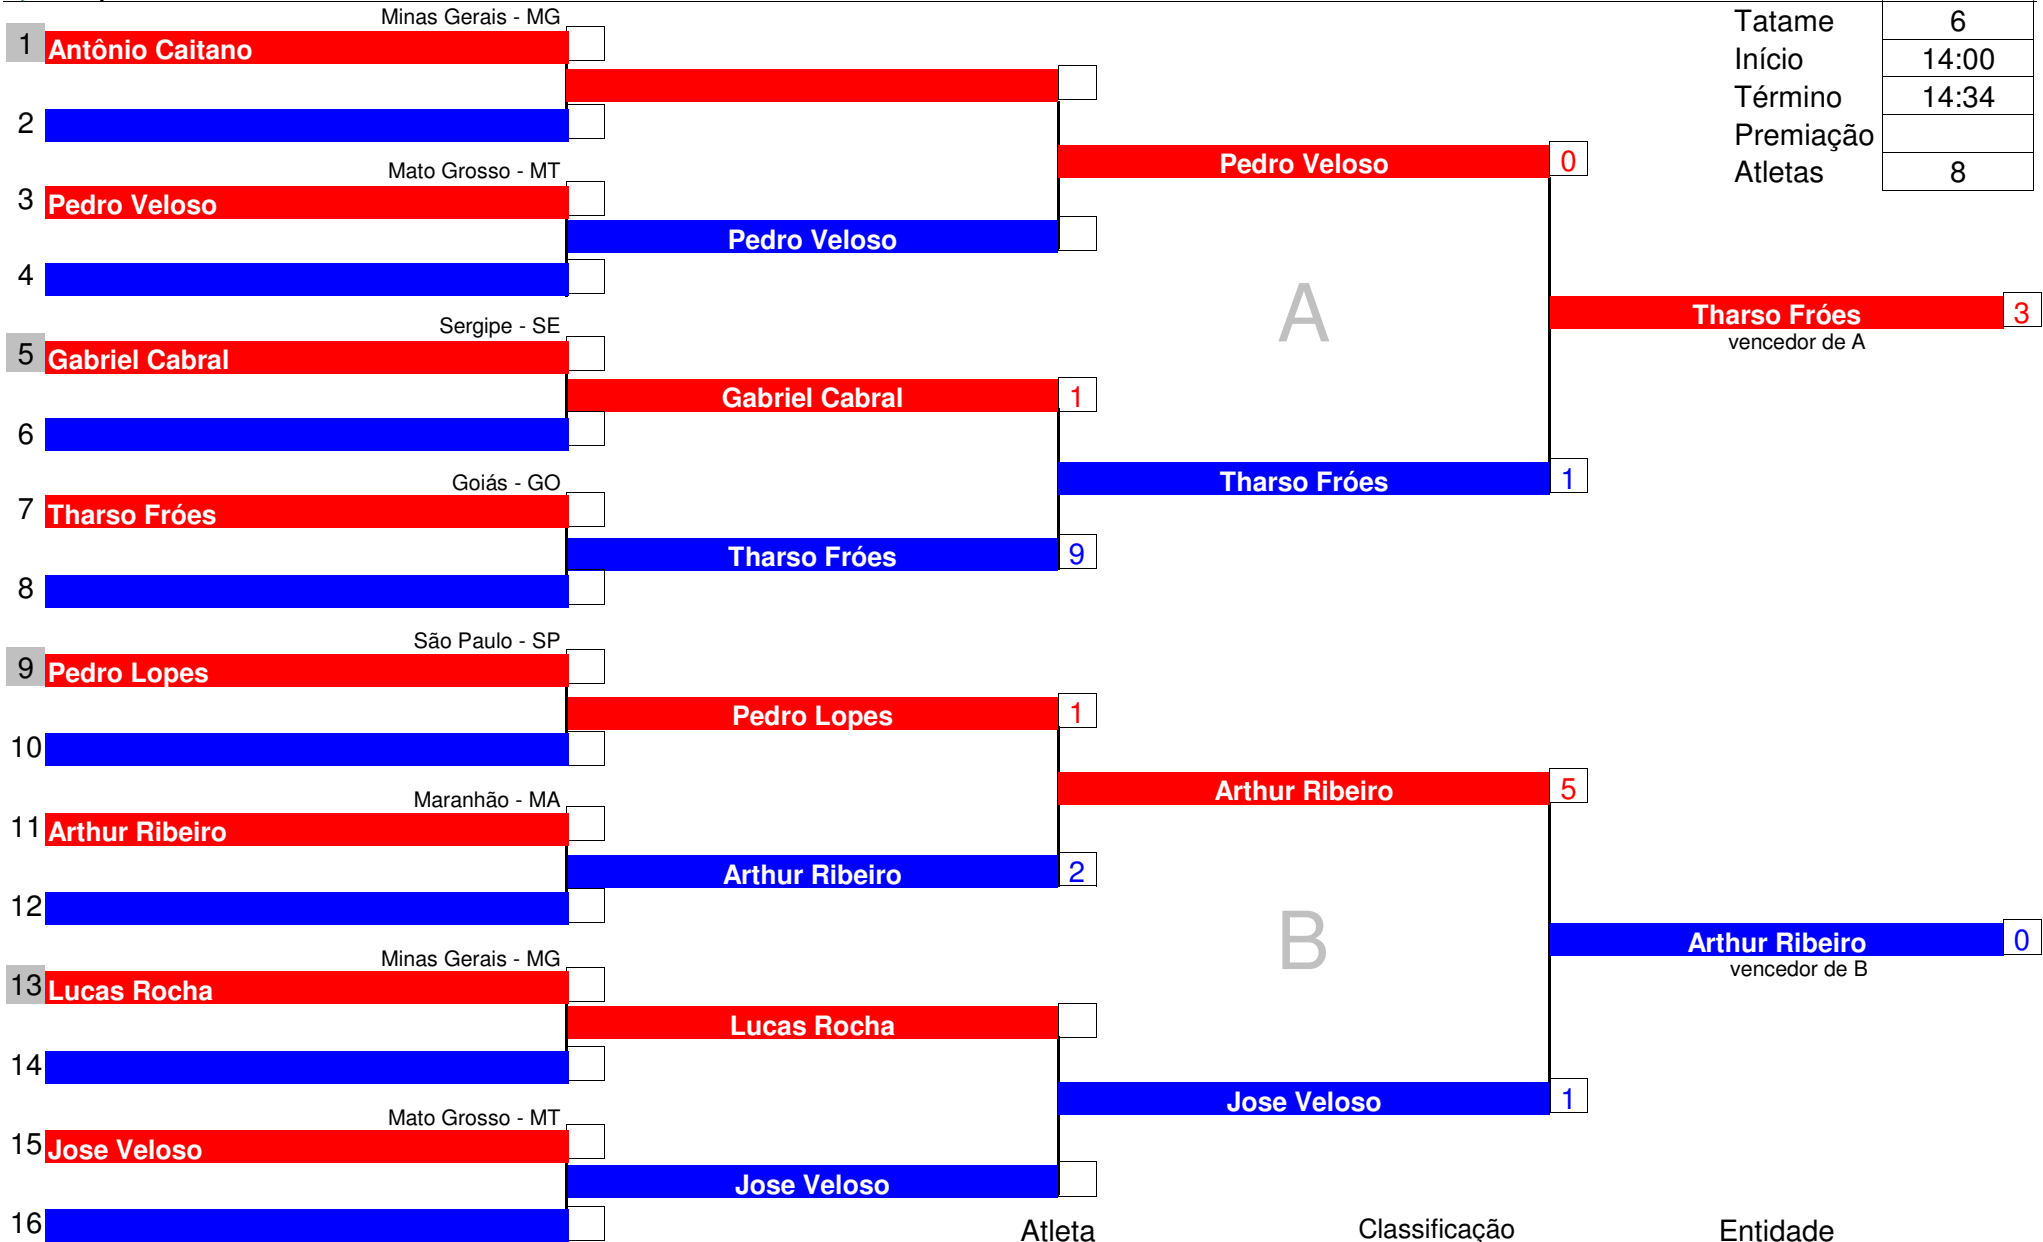 Minas Gerais - MG
1 Antônio Caitano
2
Mato Grosso - MT
3 Pedro Veloso
4
Sergipe - SE
5 Gabriel Cabral
6
Goiás - GO
7 Tharso Fróes
8
São Paulo - SP
9 Pedro Lopes
10
Maranhão - MA
11 Arthur Ribeiro
12
Minas Gerais - MG
13 Lucas Rocha
14
Mato Grosso - MT
15 Jose Veloso
16
Pedro Veloso
Gabriel Cabral 1
Tharso Fróes 9
Pedro Lopes 1
Arthur Ribeiro 2
Lucas Rocha
Jose Veloso
Pedro Veloso 0
A
Tharso Fróes 1
Arthur Ribeiro 5
B
Jose Veloso 1
Tharso Fróes 3
vencedor de A
Arthur Ribeiro 0
vencedor de B
Tatame 6
Início 14:00
Término 14:34
Premiação
Atletas 8
Atleta Classificação Entidade